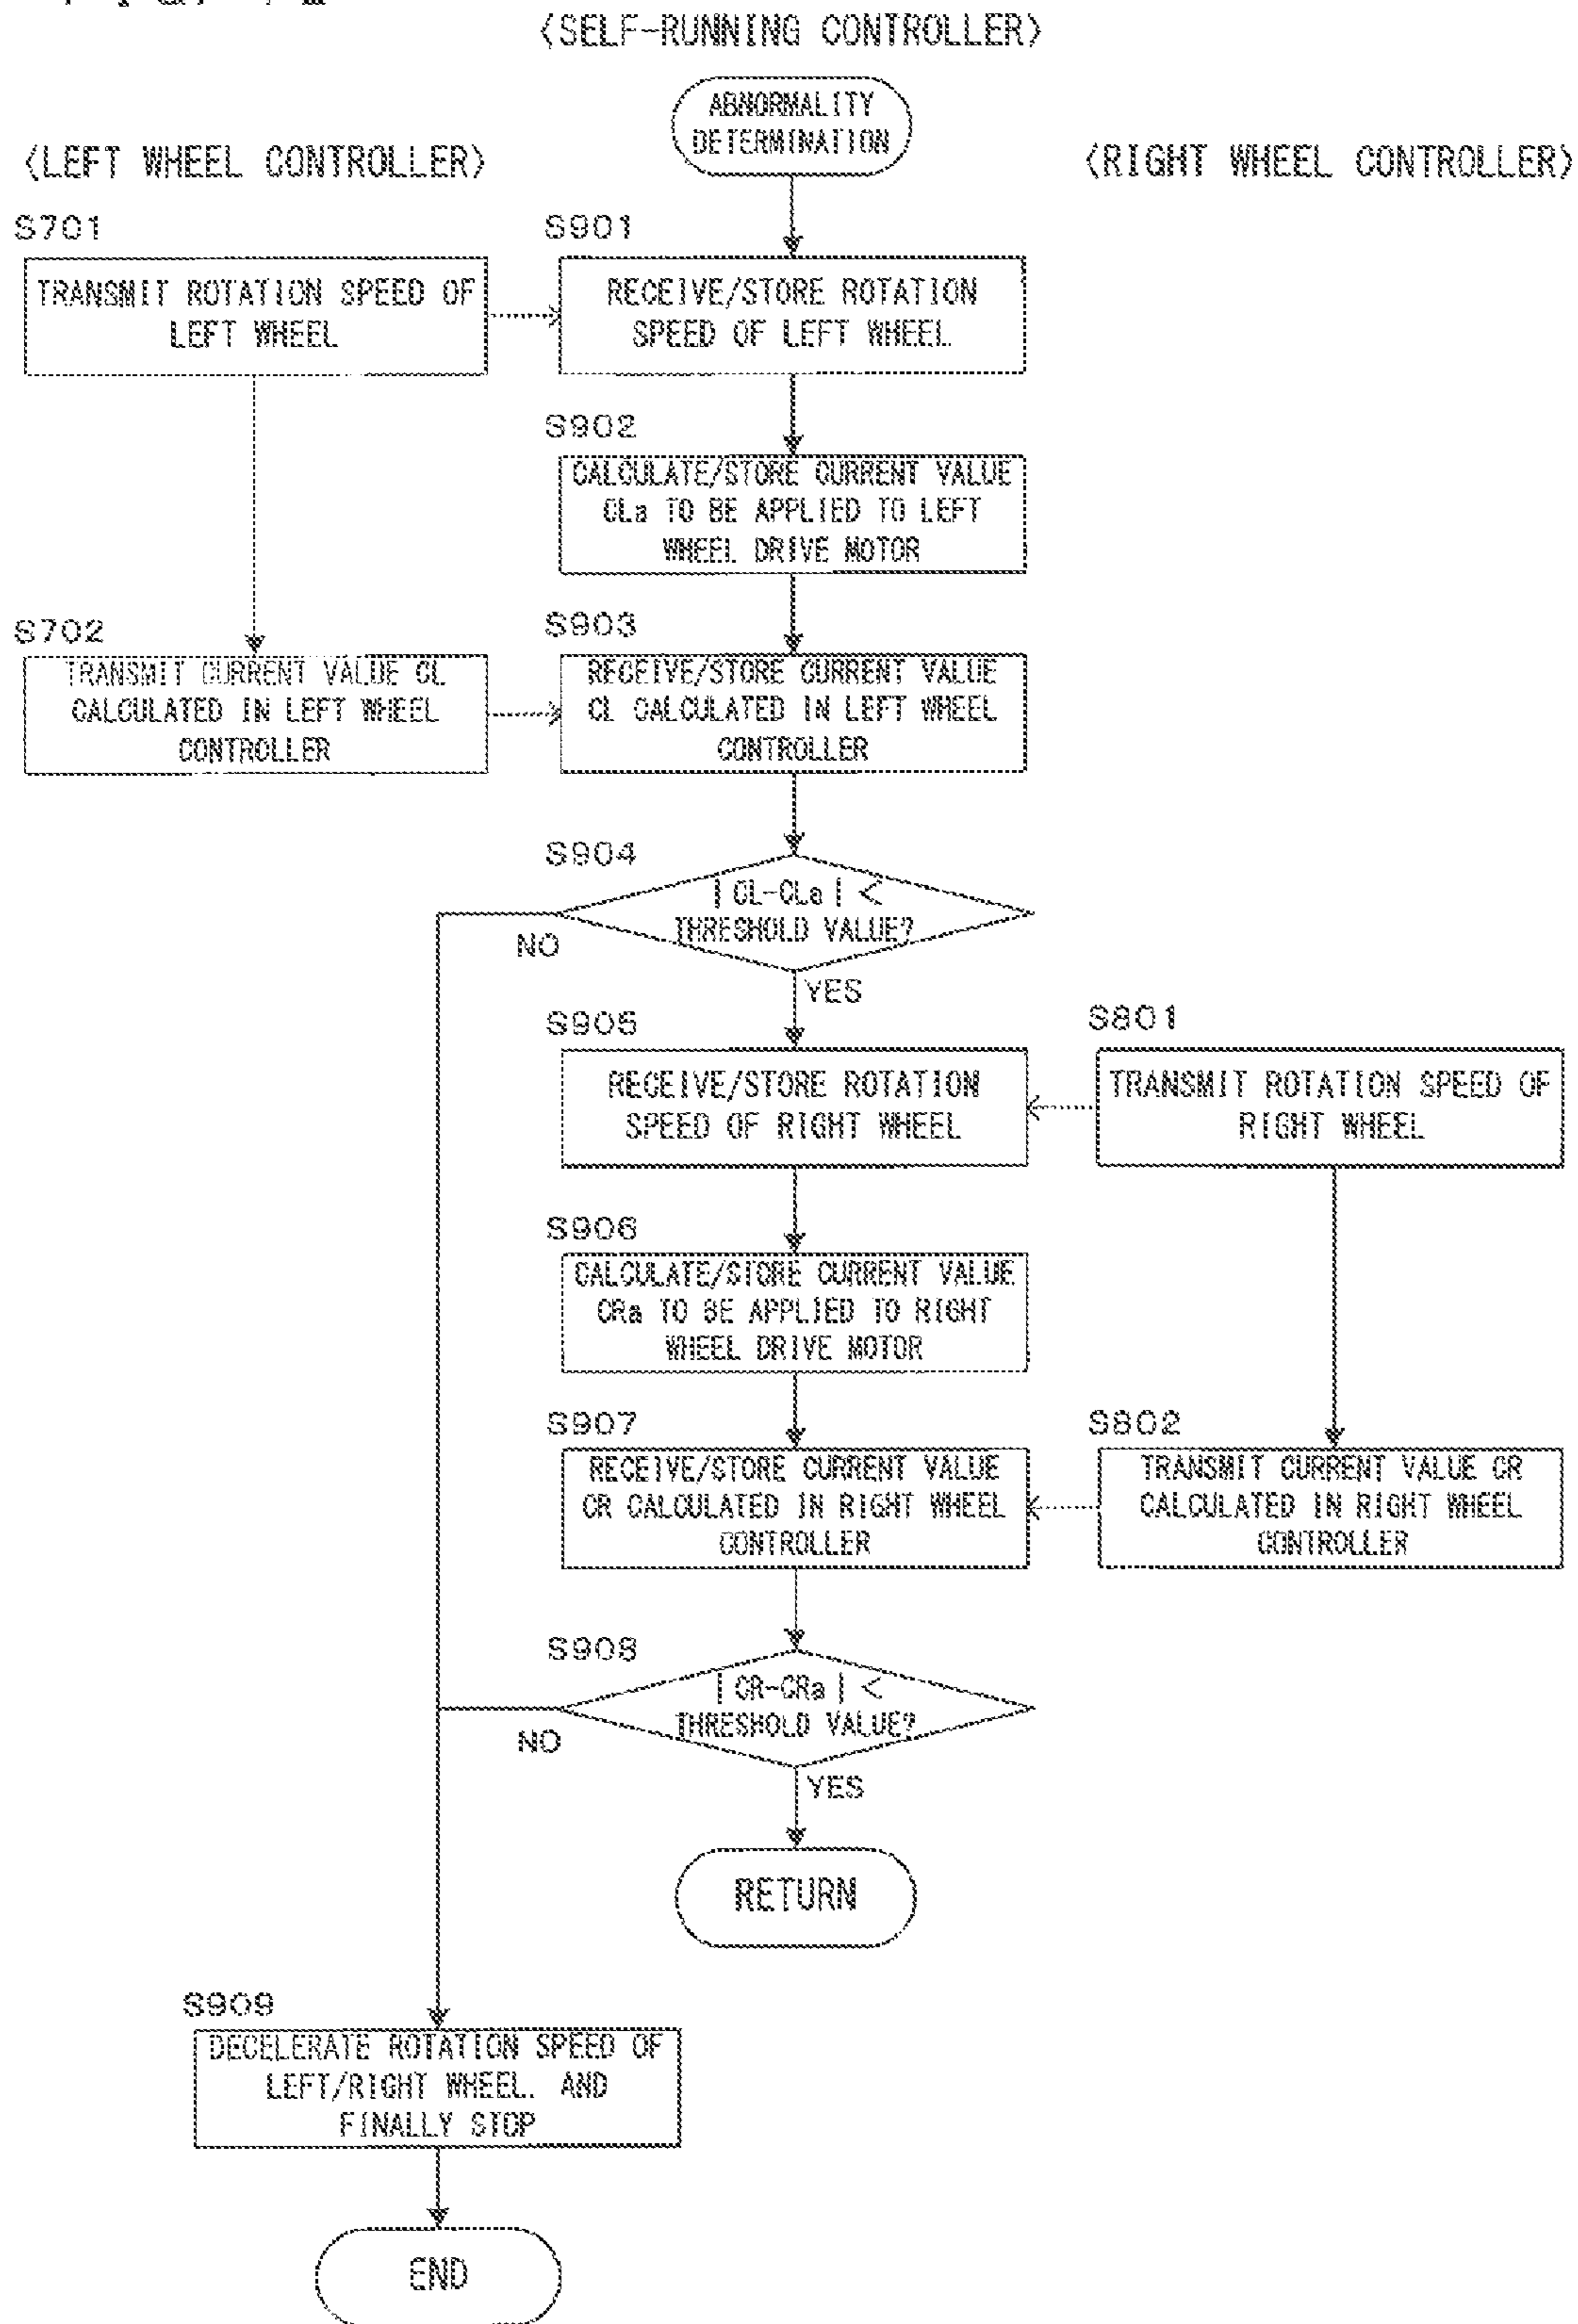 <SELF-RUNNING CONTROLLER>
ABNORMALITY
DETERMINATION
<LEFT WHEEL CONTROLLER>
<RIGHT WHEEL CONTROLLER>
S701
TRANSMIT ROTATION SPEED OF
LEFT WHEEL
S901
RECEIVE/STORE ROTATION
SPEED OF LEFT WHEEL
S902
CALCULATE/STORE CURRENT VALUE
CLa TO BE APPLIED TO LEFT
WHEEL DRIVE MOTOR
S702
TRANSMIT CURRENT VALUE CL
CALCULATED IN LEFT WHEEL
CONTROLLER
S903
RECEIVE/STORE CURRENT VALUE
CL CALCULATED IN LEFT WHEEL
CONTROLLER
S904
| CL-CLa | <
THRESHOLD VALUE?
NO
YES
S905
RECEIVE/STORE ROTATION
SPEED OF RIGHT WHEEL
S801
TRANSMIT ROTATION SPEED OF
RIGHT WHEEL
S906
CALCULATE/STORE CURRENT VALUE
CRa TO BE APPLIED TO RIGHT
WHEEL DRIVE MOTOR
S907
RECEIVE/STORE CURRENT VALUE
CR CALCULATED IN RIGHT WHEEL
CONTROLLER
S802
TRANSMIT CURRENT VALUE CR
CALCULATED IN RIGHT WHEEL
CONTROLLER
S908
| CR-CRa | <
THRESHOLD VALUE?
NO
YES
RETURN
S909
DECELERATE ROTATION SPEED OF
LEFT/RIGHT WHEEL. AND
FINALLY STOP
END